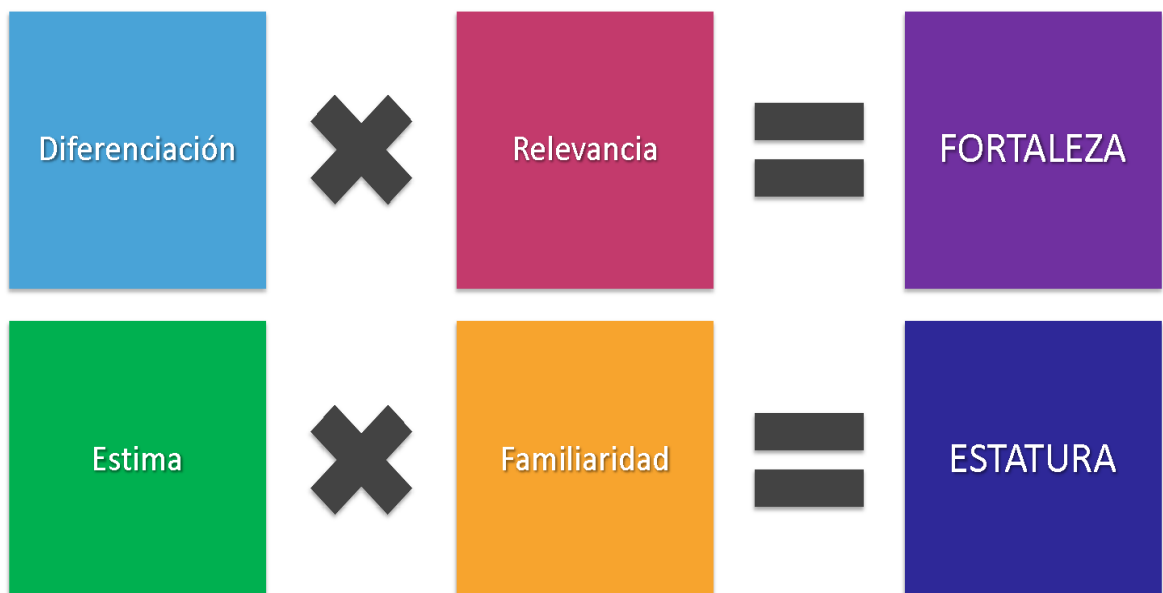 Diferenciación
Relevancia
FORTALEZA
Estima
Familiaridad
ESTATURA